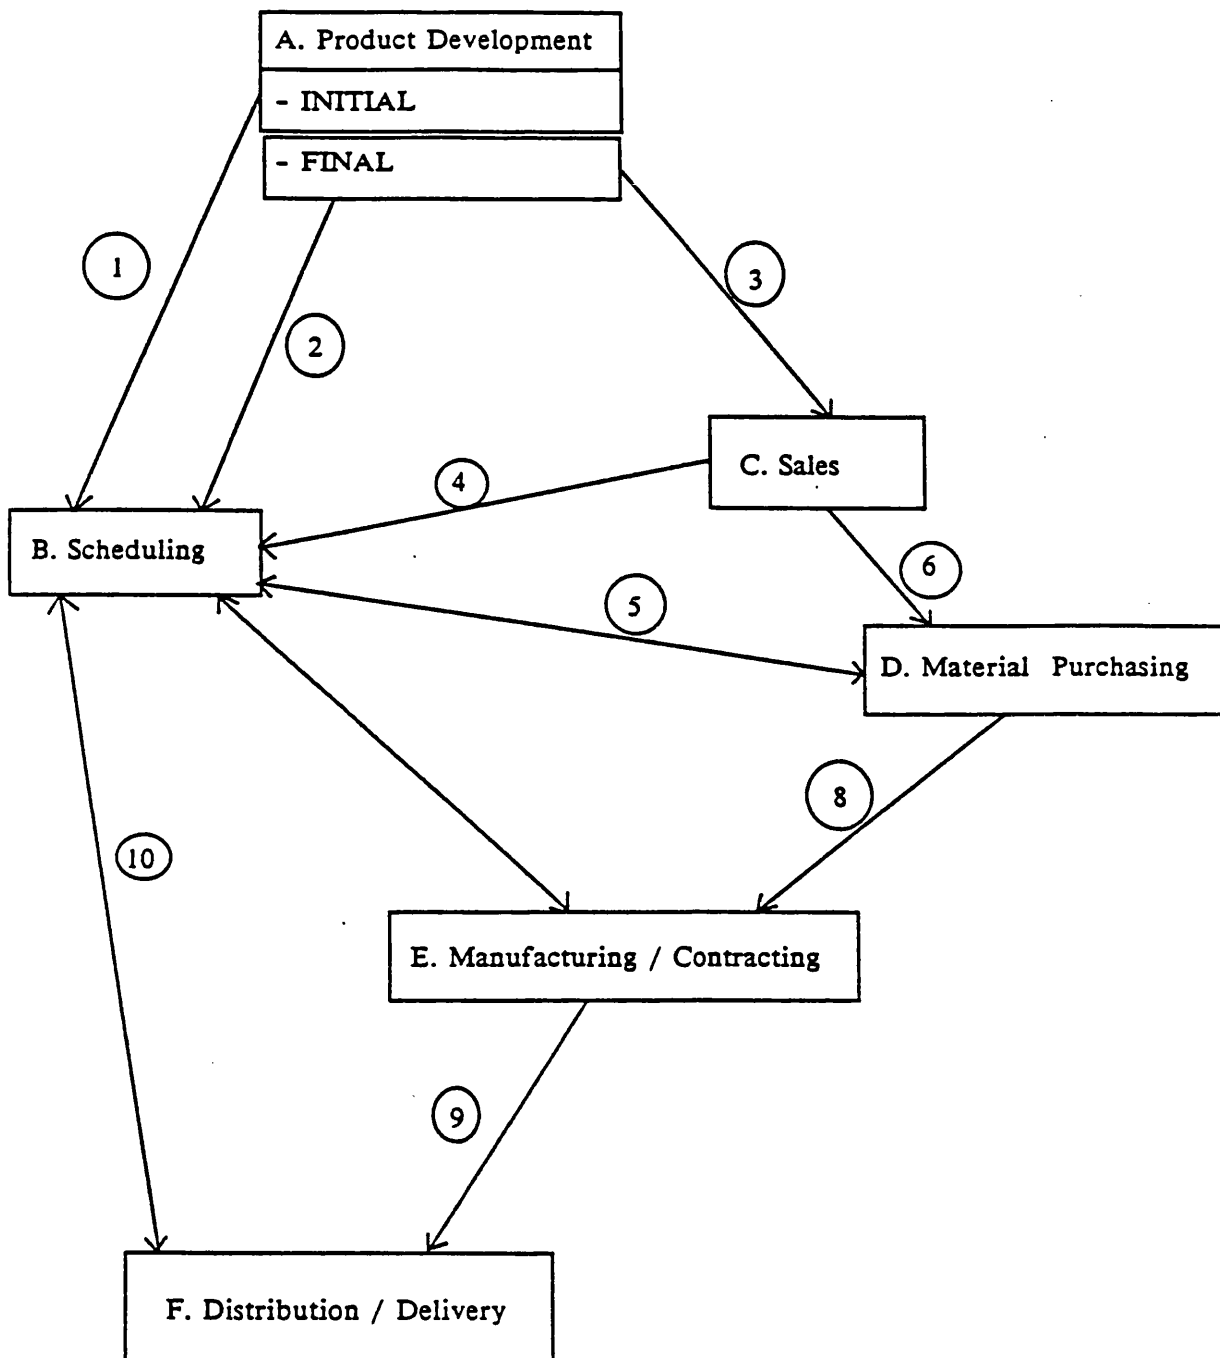 A. Product Development
- INITIAL
- FINAL
1
2
3
C. Sales
4
B. Scheduling
6
5
D. Material Purchasing
8
10
E. Manufacturing / Contracting
9
F. Distribution / Delivery